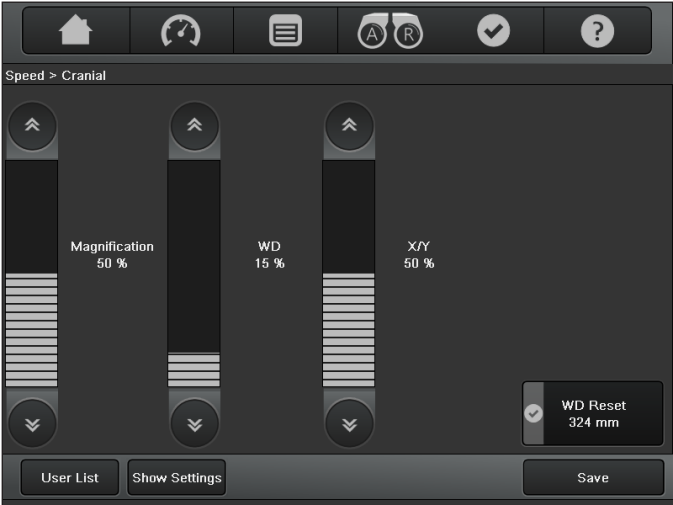 A R ?
Speed > Cranial
Magnification
50 %
WD
15 %
X/Y
50 %
WD Reset
324 mm
User List
Show Settings
Save